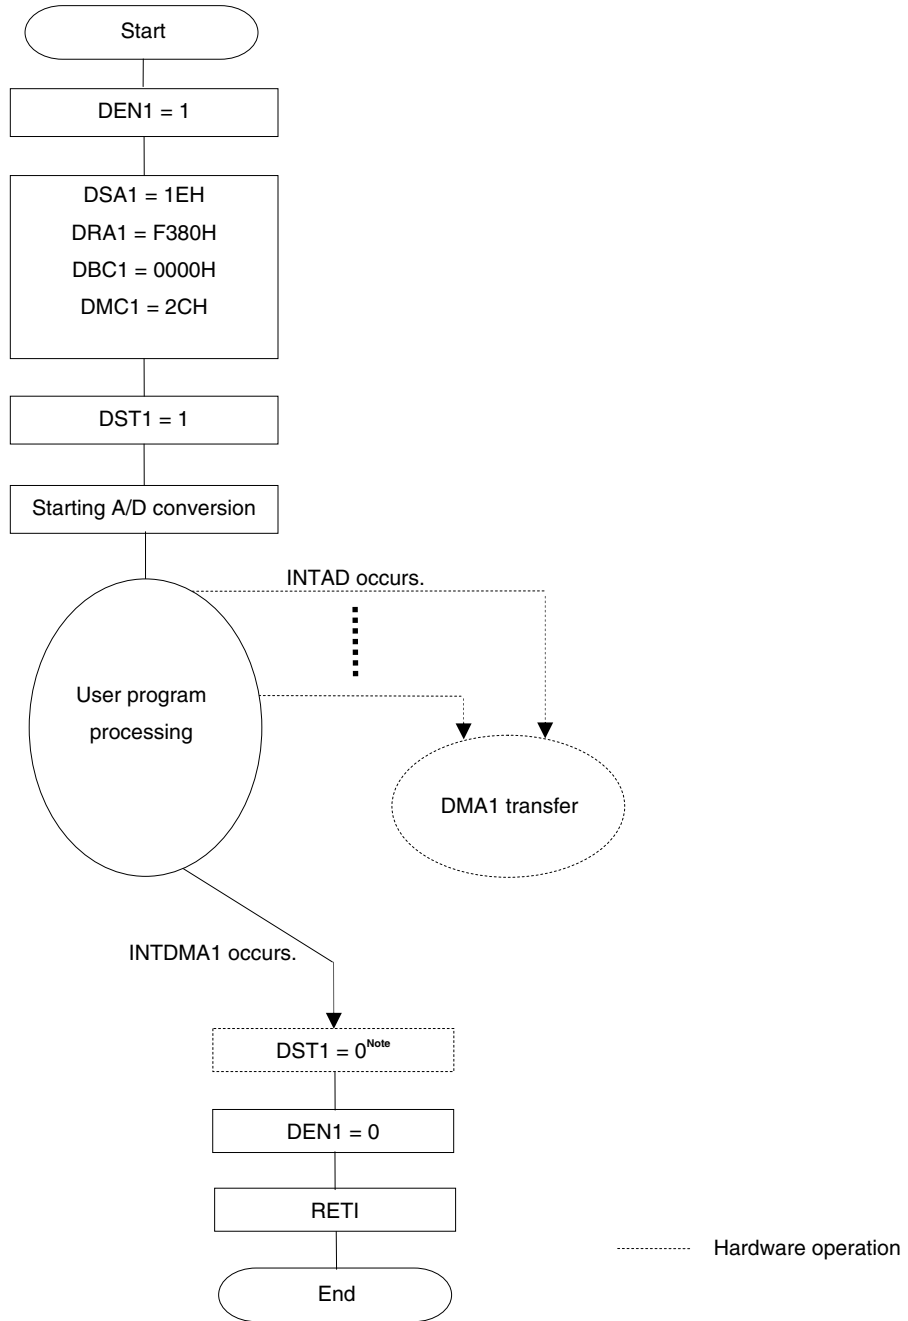 Start
DEN1 = 1
DSA1 = 1EH
DRA1 = F380H
DBC1 = 0000H
DMC1 = 2CH
DST1 = 1
Starting A/D conversion
INTAD occurs.
User program
processing
DMA1 transfer
INTDMA1 occurs.
DST1 = 0Note
DEN1 = 0
RETI
Hardware operation
End